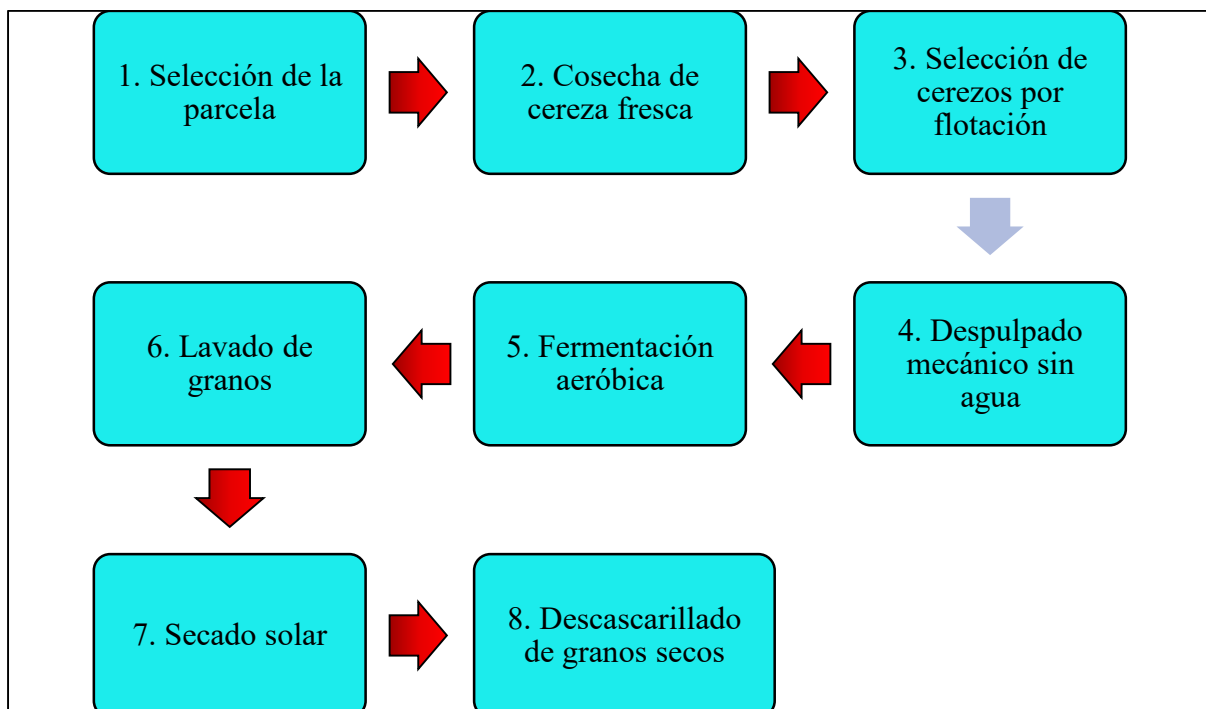 1. Selección de la
parcela
2. Cosecha de
cereza fresca
3. Selección de
cerezos por
flotación
4. Despulpado
mecánico sin
agua
5. Fermentación
aeróbica
6. Lavado de
granos
7. Secado solar
8. Descascarillado
de granos secos